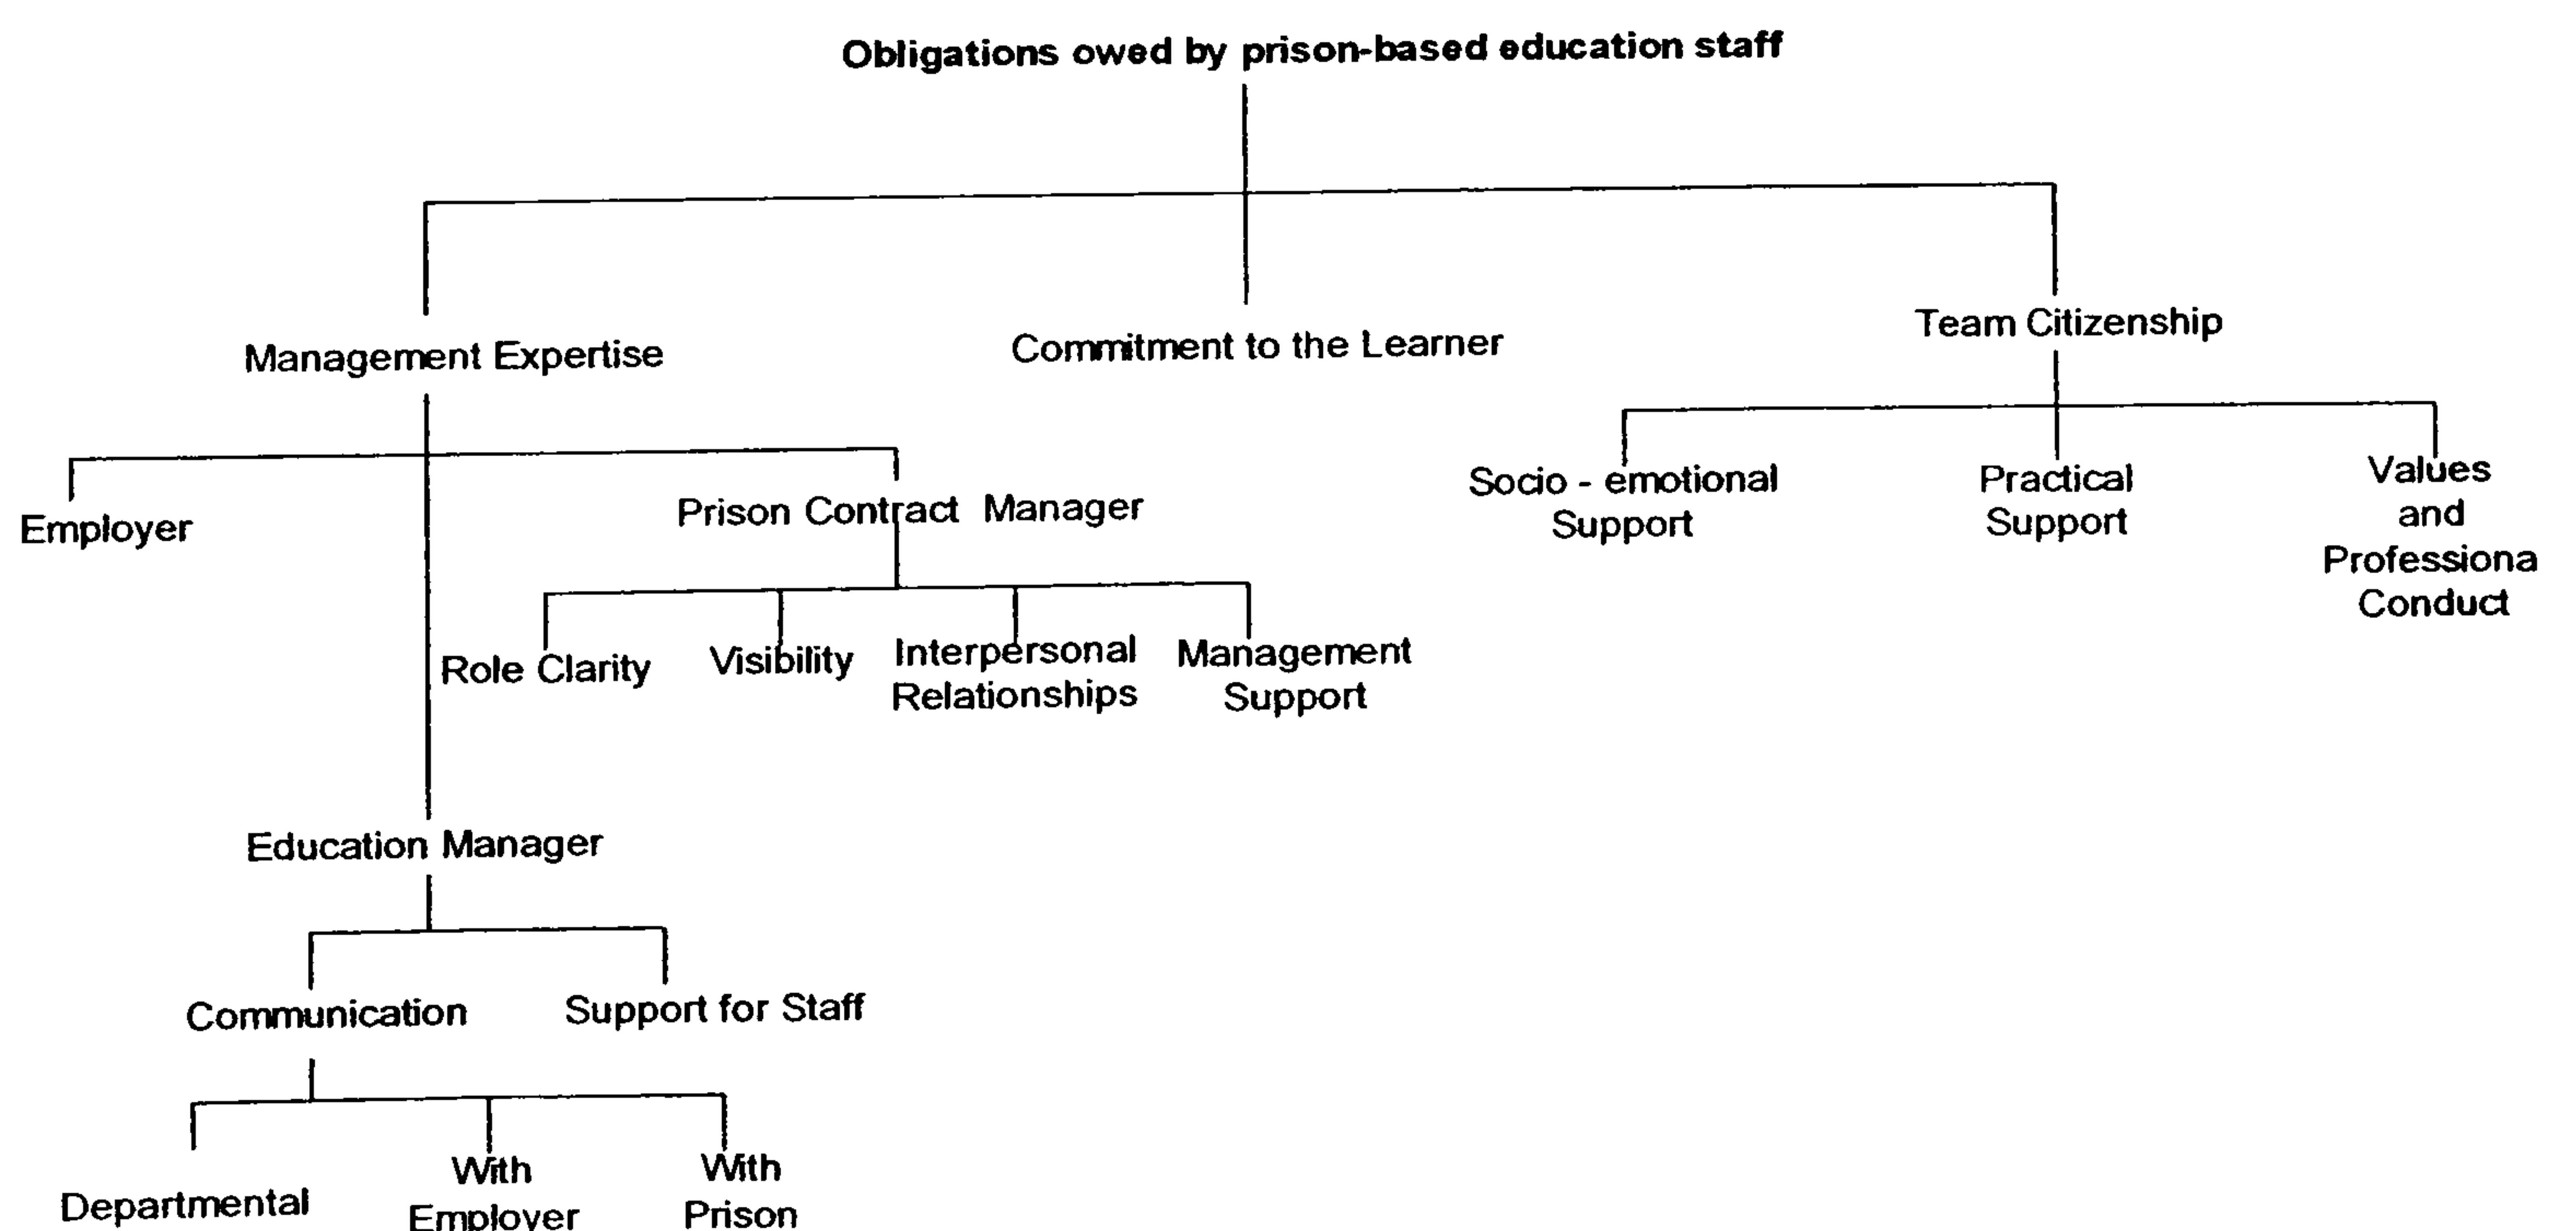 Obligations owed by prison-based education staff
Management Expertise
Commitment to the Learner
Team Citizenship
Employer
Prison Contract Manager
Socio - emotional
Support
Practical
Support
Values
and
Professiona
Conduct
Role Clarity
Visibility
Interpersonal
Relationships
Management
Support
Education Manager
Communication
Support for Staff
Departmental
With
Employer
With
Prison